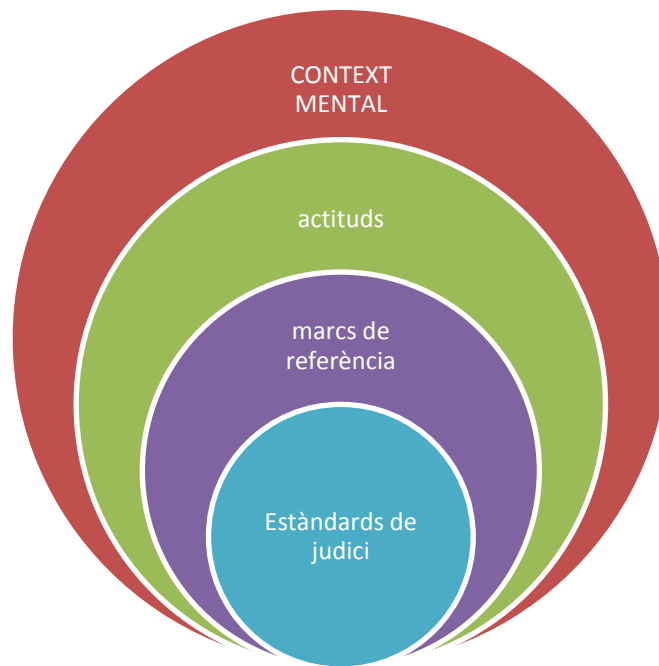 CONTEXT
MENTAL
actituds
marcs de
referència
Estàndards de
judici